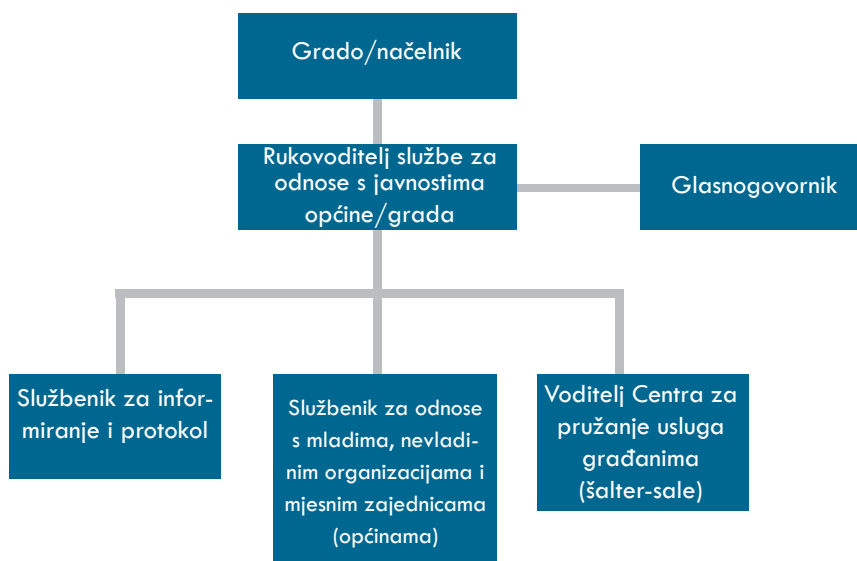 Grado/načelnik
Rukovoditelj službe za
odnose s javnostima
općine/grada
Glasnogovornik
Službenik za infor-
miranje i protokol
Službenik za odnose
s mladima, nevladi-
nim organizacijama i
mjesnim zajednicama
(općinama)
Voditelj Centra za
pružanje usluga
građanima
(šalter-sale)